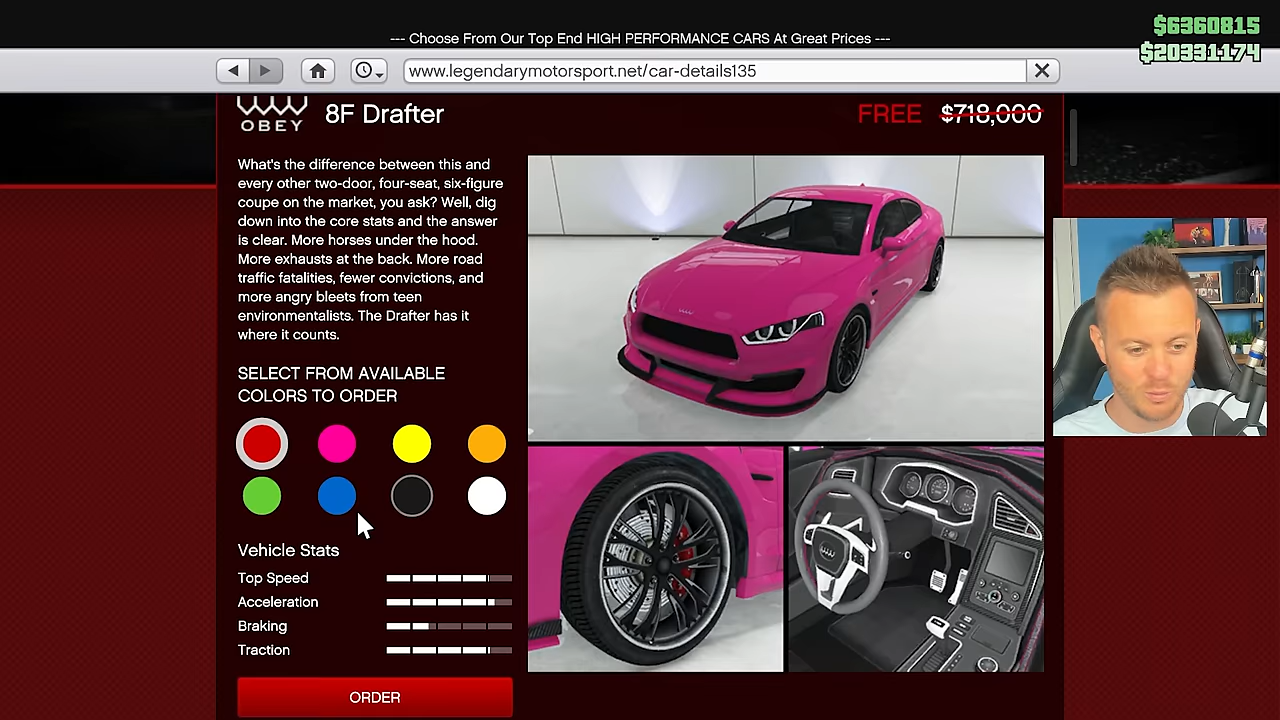 $6360815
--- Choose From Our Top End HIGH PERFORMANCE CARS At Great Prices ---
$20331174
www.legendarymotorsport.net/car-details135
OBEY
8F Drafter
FREE $718,000
What's the difference between this and
every other two-door, four-seat, six-figure
coupe on the market, you ask? Well, dig
down into the core stats and the answer
is clear. More horses under the hood.
More exhausts at the back. More road
traffic fatalities, fewer convictions, and
more angry bleets from teen
environmentalists. The Drafter has it
where it counts.
SELECT FROM AVAILABLE
COLORS TO ORDER
Vehicle Stats
Top Speed
Acceleration
Braking
Traction
ORDER